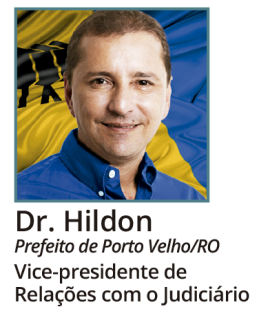 Dr. Hildon
Prefeito de Porto Velho/RO
Vice-presidente de
Relações com o Judiciário